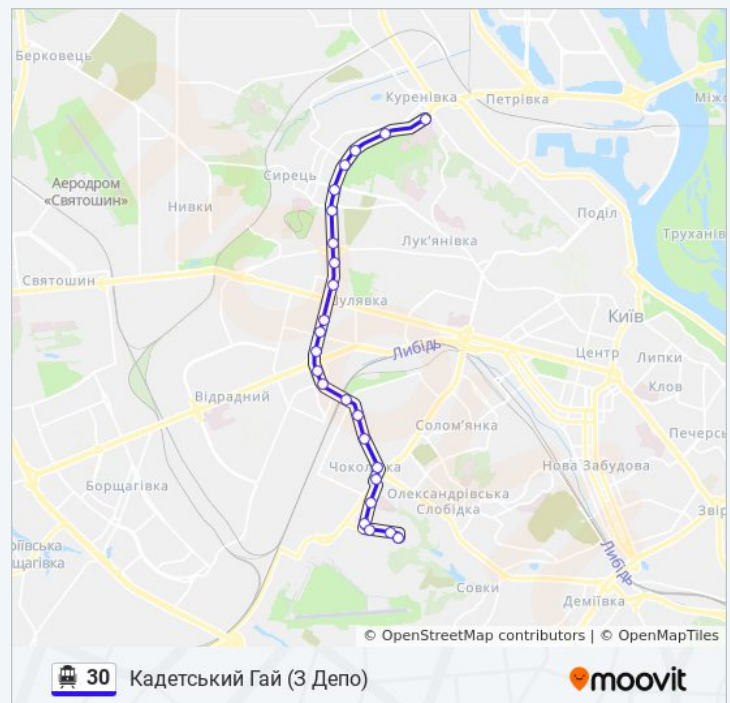 Берковець
Куренівка
Петрівка
Між
Аеродром
«Святошин»
Сирець
Нивки
Поділ
Лук'янівка
Труханів
Святошин
Шулявка
Київ
Либідь
Центр
Липки
Клов
Відрадний
Солом'янка
Печерсь
Чоколівка
Нова Забудова
Борщагівка
Олександрівська
Слобідка
Звір
Либідь
Совки
Деміївка
© OpenStreetMap contributors | © OpenMapTiles
30 Кадетський Гай (З Депо)
moovit